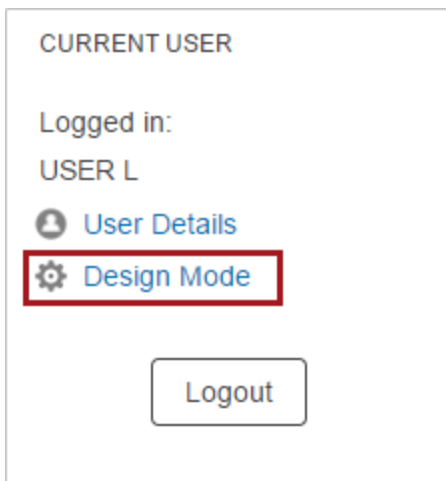 CURRENT USER
Logged in:
USER L
User Details
Design Mode
Logout